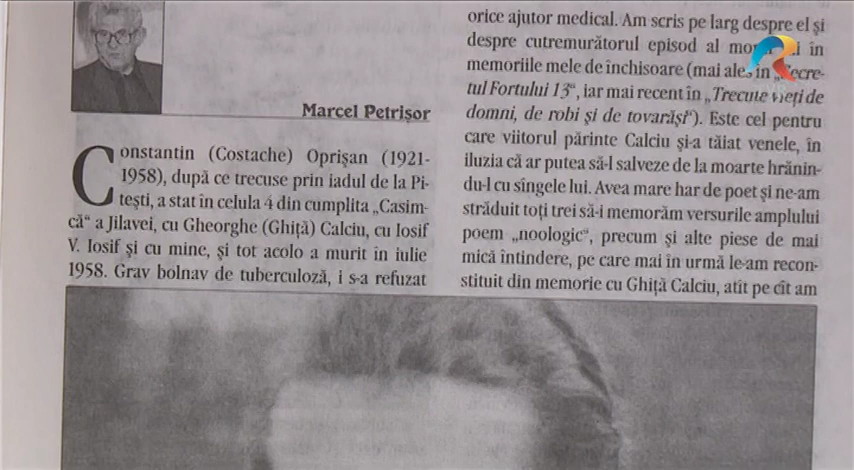 Marcel Petrişor
Constantin (Costache) Oprişan (1921-
1958), după ce trecuse prin iadul de la Pi-
teşti, a stat în celula 4 din cumplita „Casim-
că“ a Jilavei, cu Gheorghe (Ghiţă) Calciu, cu Iosif
V. Iosif şi cu mine, şi tot acolo a murit în iulie
1958. Grav bolnav de tuberculoză, i s-a refuzat
orice ajutor medical. Am scris pe larg despre el şi
despre cutremurătorul episod al în
memoriile mele de închisoare (mai ales în
tul Fortului 13“, iar mai recent în „Trecute vieţi de
domni, de robi şi de tovarăşi“). Este cel pentru
care viitorul părinte Calciu şi-a tăiat venele, în
iluzia că ar putea să-l salveze de la moarte hrănin-
du-l cu sîngele lui. Avea mare har de poet şi ne-am
străduit toţi trei să-i memorăm versurile amplului
poem „noologic“, precum şi alte piese de mai
mică întindere, pe care mai în urmă le-am recon-
stituit din memorie cu Ghiţă Calciu, atît pe cît am